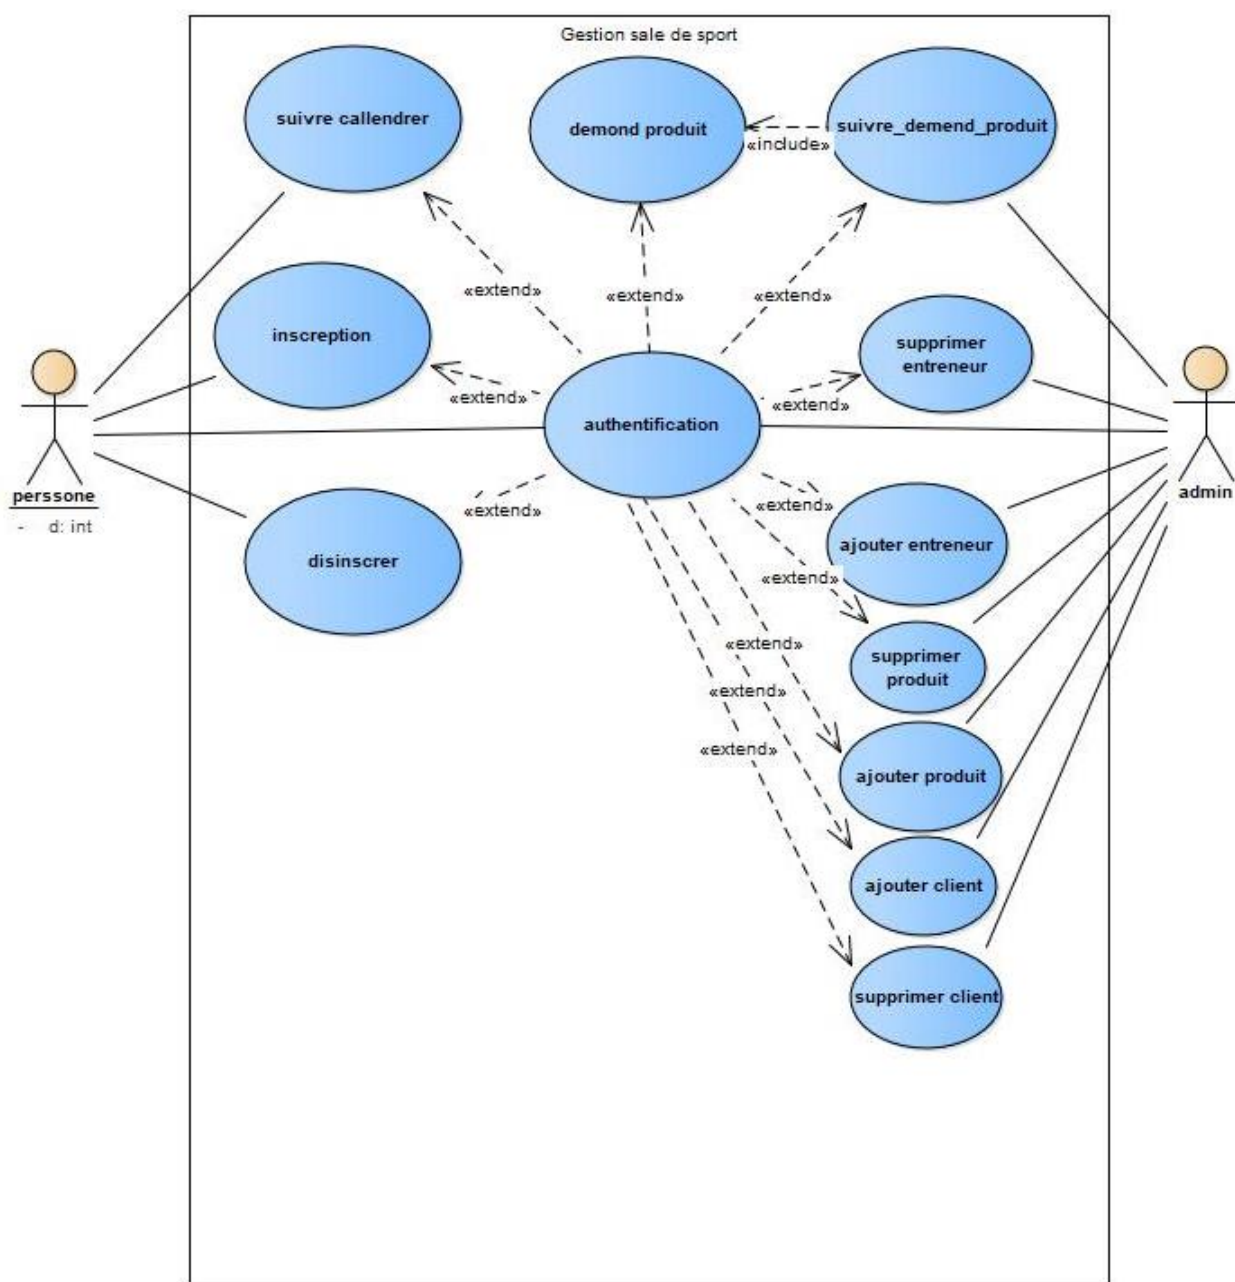 Gestion sale de sport
suivre callendrer
demond produit
suivre_demend_produit
«include»
«extend»
«extend»
«extend»
inscreption
supprimer
entreneur
«extend»
«extend»
authentification
perssone
- d: int
admin
«extend»
«extend»
disinscrer
ajouter entreneur
«extend»
supprimer
produit
«extend»
«extend»
«extend»
ajouter produit
ajouter client
supprimer client